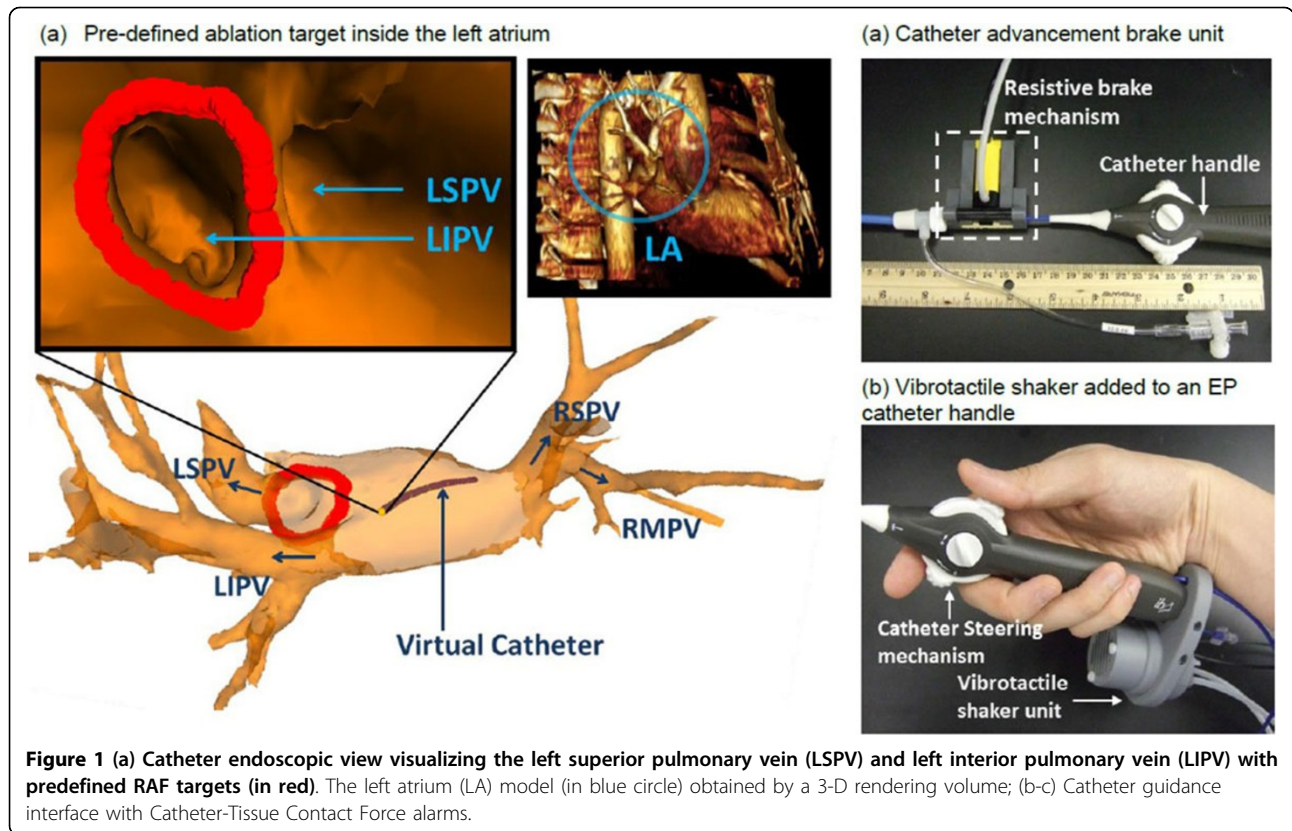 (a) Pre-defined ablation target inside the left atrium
LSPV
LIPV
LA
LSPV
LIPV
RSPV
RMPV
Virtual Catheter
(a) Catheter advancement brake unit
Resistive brake
mechanism
Catheter handle
(b) Vibrotactile shaker added to an EP
catheter handle
Catheter Steering
mechanism
Vibrotactile
shaker unit
Figure 1 (a) Catheter endoscopic view visualizing the left superior pulmonary vein (LSPV) and left interior pulmonary vein (LIPV) with
predefined RAF targets (in red). The left atrium (LA) model (in blue circle) obtained by a 3-D rendering volume; (b-c) Catheter guidance
interface with Catheter-Tissue Contact Force alarms.